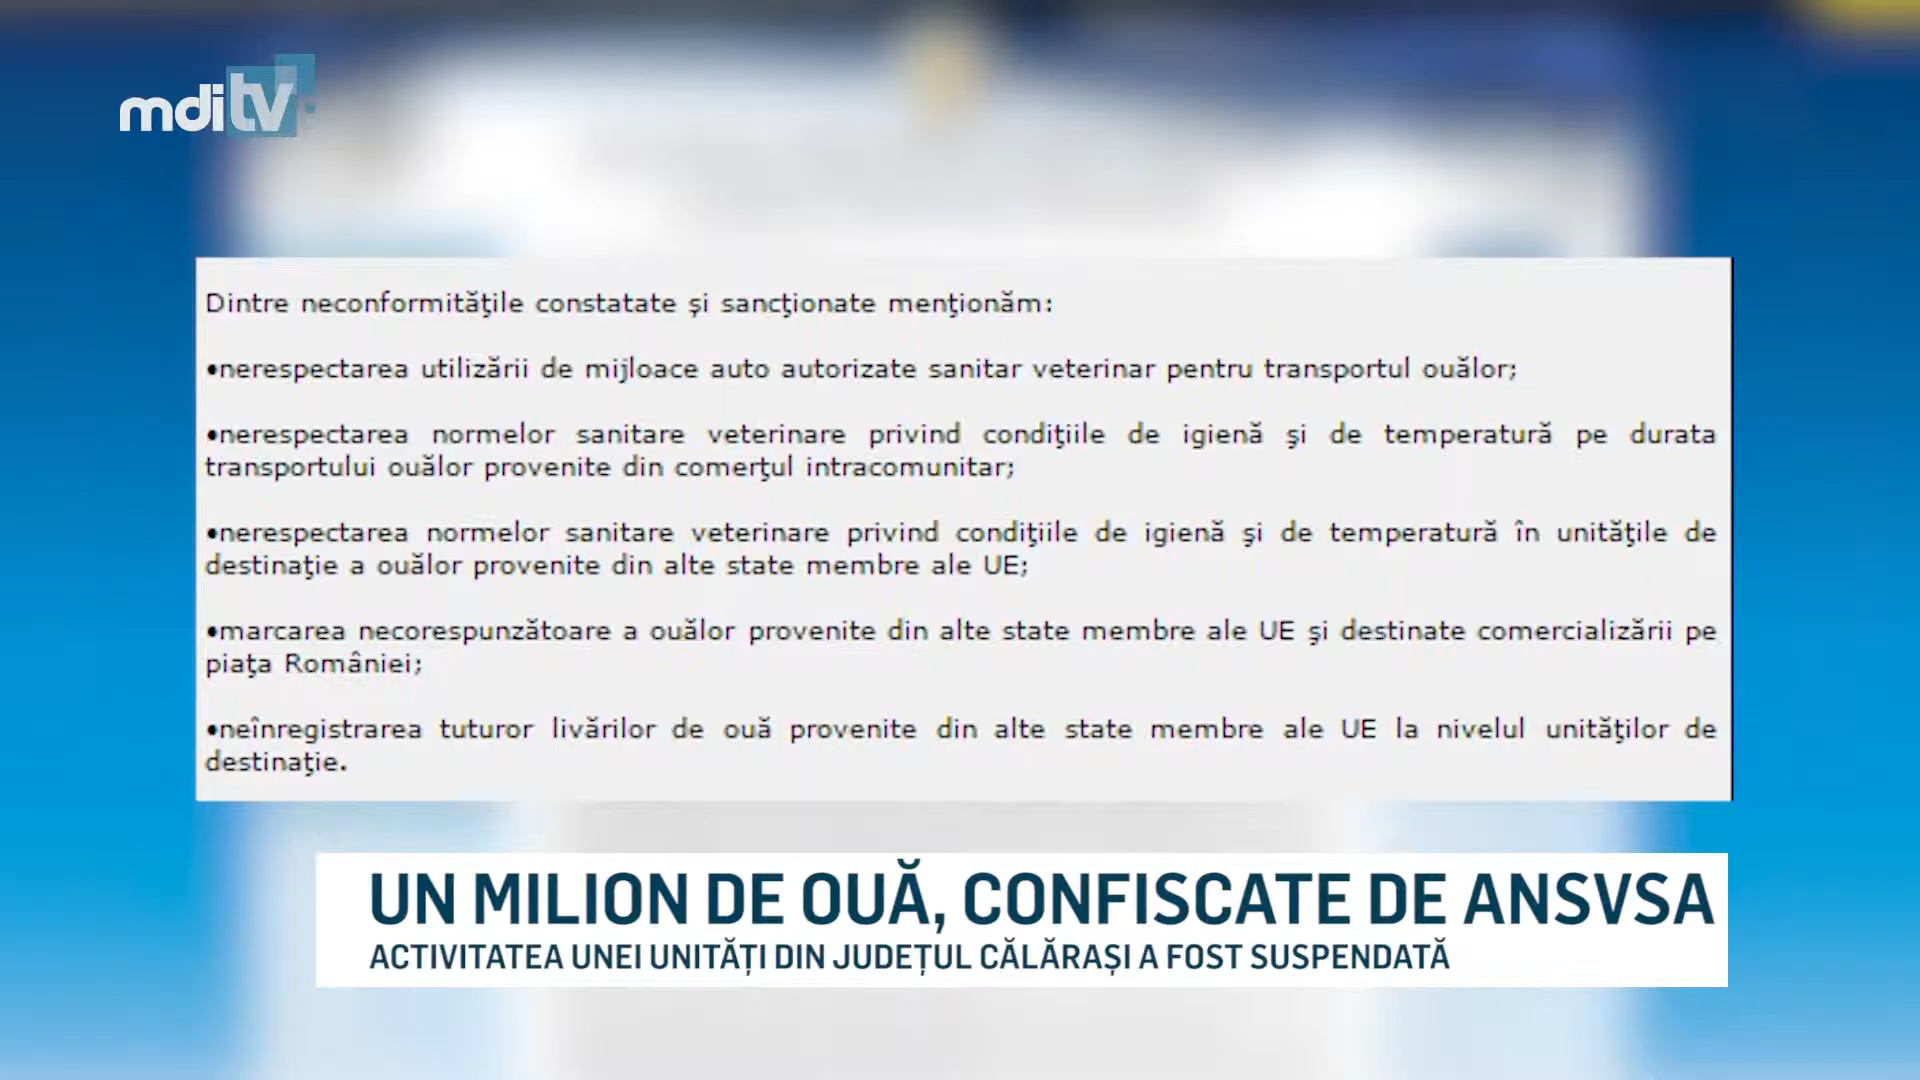 mditv
Dintre neconformităţile constatate şi sancţionate menţionăm:
•nerespectarea utilizării de mijloace auto autorizate sanitar veterinar pentru transportul ouălor;
•nerespectarea normelor sanitare veterinare privind condiţiile de igienă şi de temperatură pe durata
transportului ouălor provenite din comerţul intracomunitar;
•nerespectarea normelor sanitare veterinare privind condiţiile de igienă şi de temperatură în unităţile de
destinaţie a ouălor provenite din alte state membre ale UE;
•marcarea necorespunzătoare a ouălor provenite din alte state membre ale UE şi destinate comercializării pe
piaţa României;
•neînregistrarea tuturor livărilor de ouă provenite din alte state membre ale UE la nivelul unităţilor de
destinaţie.
UN MILION DE OUĂ, CONFISCATE DE ANSVSA
ACTIVITATEA UNEI UNITĂȚI DIN JUDEȚUL CĂLĂRAȘI A FOST SUSPENDATĂ